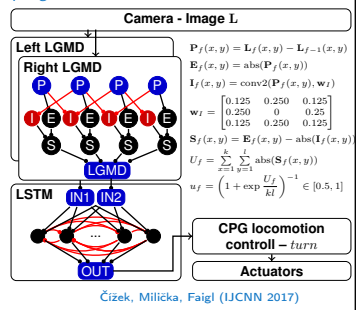 Camera - Image L
Left LGMD
Right LGMD
P P P
I E I E I E
S S S
LGMD
LSTM
IN1 IN2
...
OUT
P_f(x, y) = L_f(x, y) − L_{f−1}(x, y)
E_f(x, y) = abs(P_f(x, y))
I_f(x, y) = conv2(P_f(x, y), w_I)
w_I = [0.125 0.250 0.125
0.250 0 0.25
0.125 0.250 0.125]
S_f(x, y) = E_f(x, y) − abs(I_f(x, y))
U_f = ∑_{x=1}^{k} ∑_{y=1}^{l} abs(S_f(x, y))
u_f = (1 + exp U_f/kl)^{−1} ∈ [0.5, 1]
CPG locomotion
controll – turn
Actuators
Čížek, Milička, Faigl (IJCNN 2017)